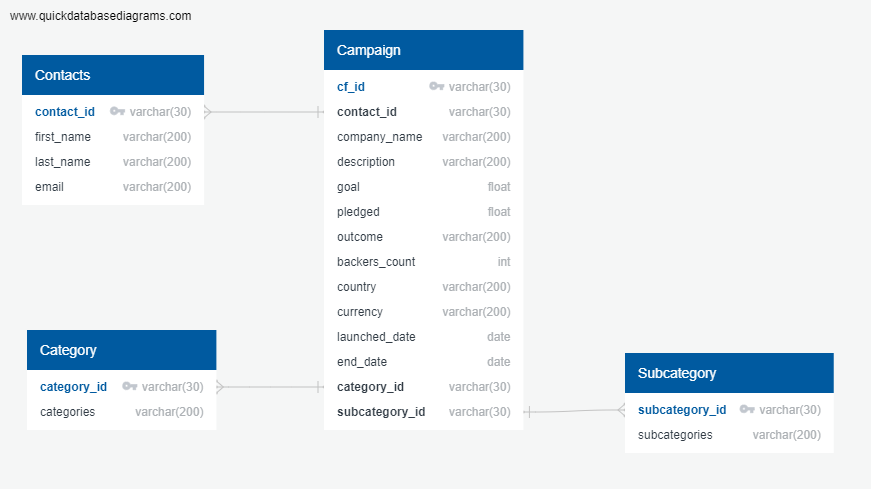 www.quickdatabasediagrams.com
Contacts
contact_id varchar(30)
first_name varchar(200)
last_name varchar(200)
email varchar(200)
Campaign
cf_id varchar(30)
contact_id varchar(30)
company_name varchar(200)
description varchar(200)
goal float
pledged float
outcome varchar(200)
backers_count int
country varchar(200)
currency varchar(200)
launched_date date
end_date date
category_id varchar(30)
subcategory_id varchar(30)
Category
category_id varchar(30)
categories varchar(200)
Subcategory
subcategory_id varchar(30)
subcategories varchar(200)